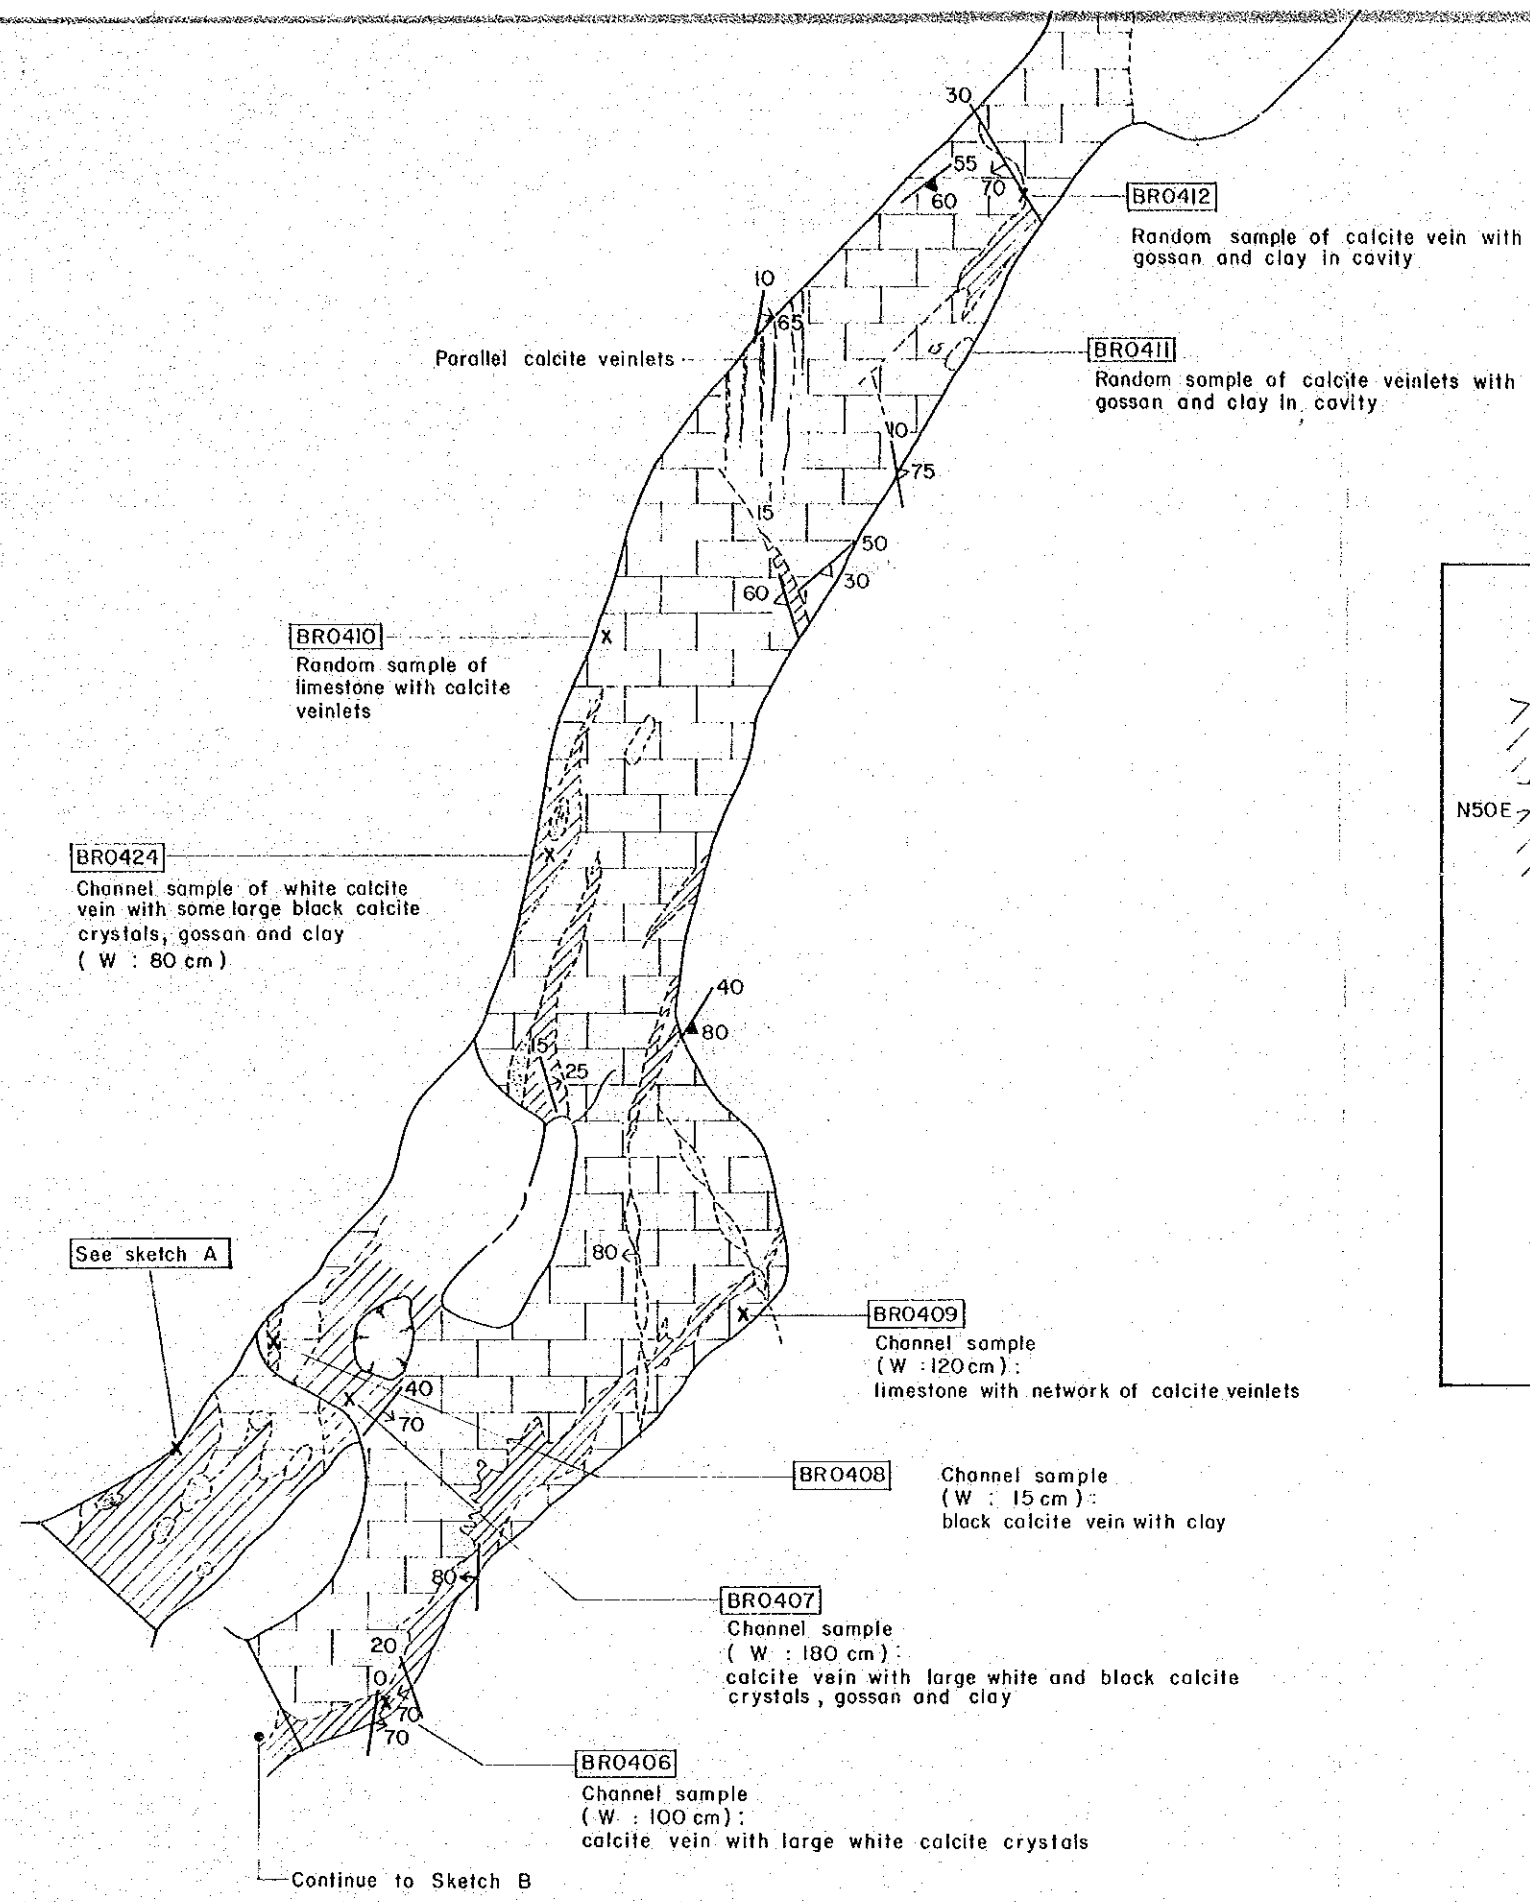 30
55
70
60
BR0412
Random sample of calcite vein with
gossan and clay in cavity
10
65
Parallel calcite veinlets
15
BR0411
Random sample of calcite veinlets with
gossan and clay in cavity
10
75
15
50
30
60
BR0410
Random sample of
limestone with calcite
veinlets
N50E
BR0424
Channel sample of white calcite
vein with some large black calcite
crystals, gossan and clay
( W : 80 cm )
40
80
15
25
See sketch A
80
BR0409
Channel sample
(W : 120cm) :
limestone with network of calcite veinlets
40
70
BR0408
Channel sample
( W : 15 cm ) :
black calcite vein with clay
80
BR0407
Channel sample
( W : 180 cm ) :
calcite vein with large white and black calcite
crystals , gossan and clay
20
0
70
70
BR0406
Channel sample
( W : 100 cm ) :
calcite vein with large white calcite crystals
Continue to Sketch B